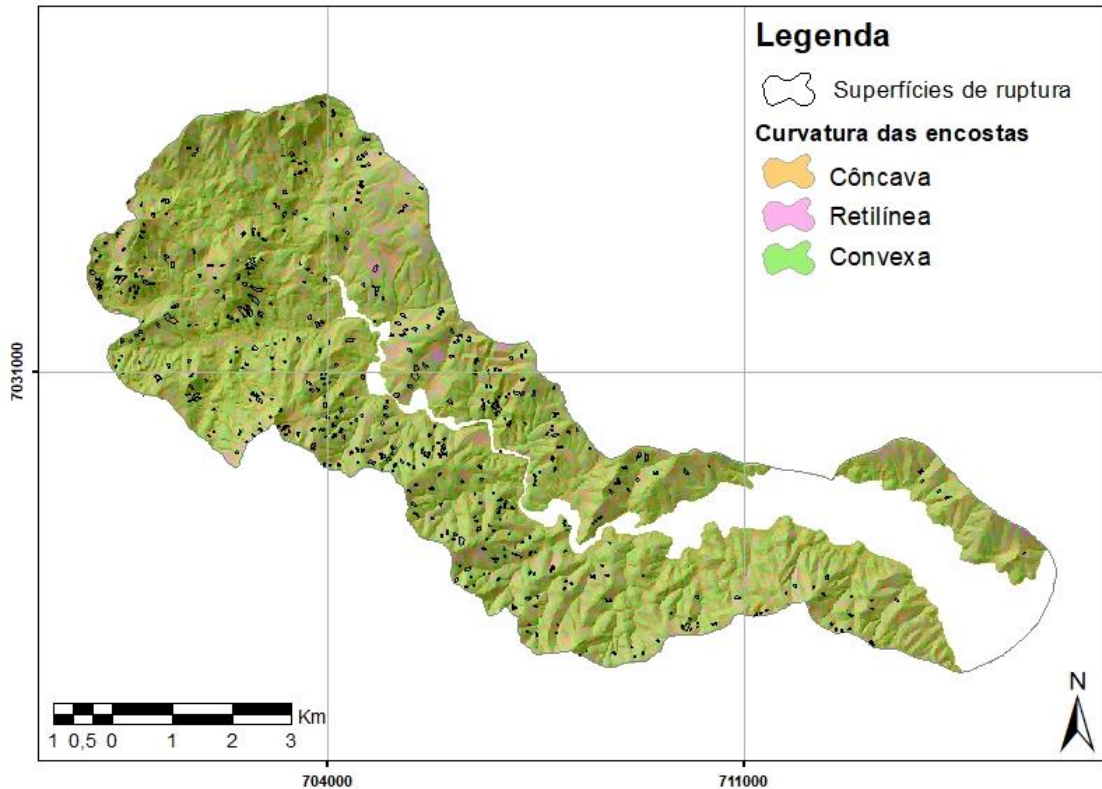 Legenda
Superfícies de ruptura
Curvatura das encostas
Côncava
Retilínea
Convexa
7031000
N
Km
1 0,5 0 1 2 3
704000 711000